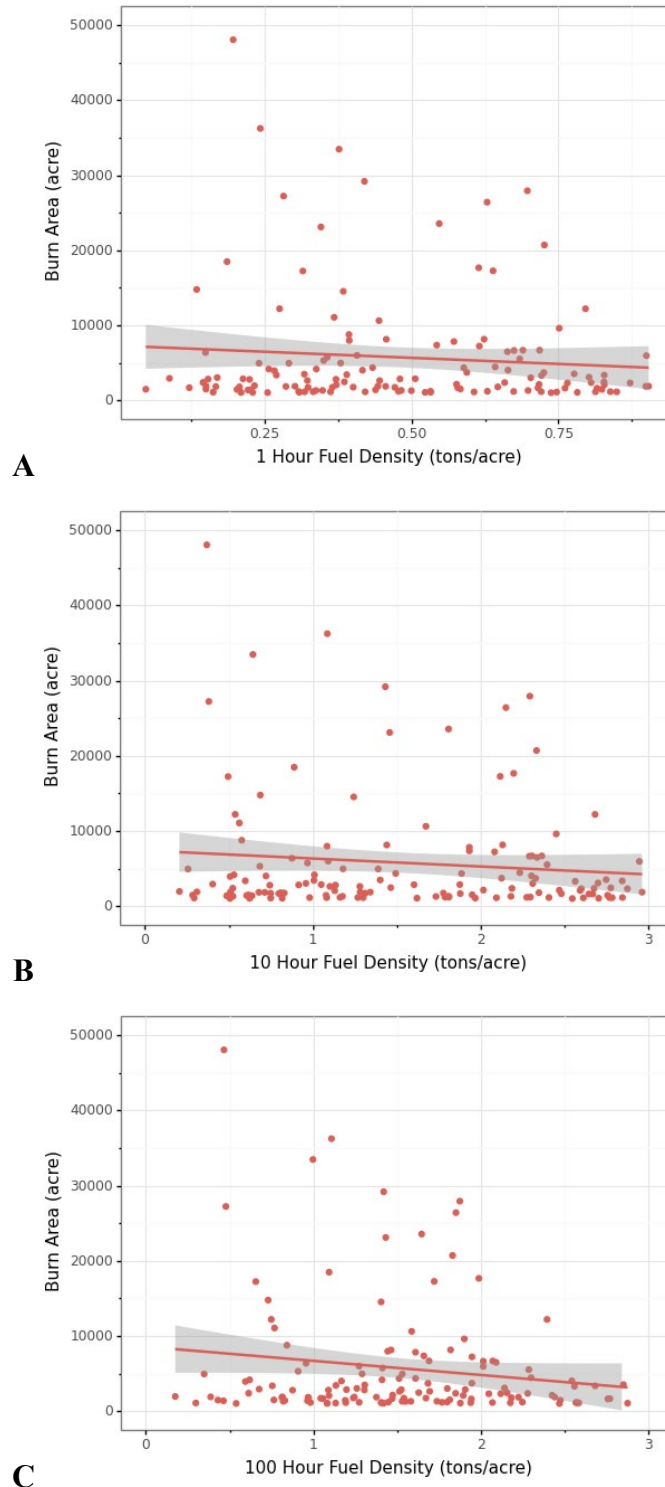 50000
40000
30000
20000
10000
0
Burn Area (acre)
0.25 0.50 0.75
1 Hour Fuel Density (tons/acre)
A
50000
40000
30000
20000
10000
0
Burn Area (acre)
0 1 2 3
10 Hour Fuel Density (tons/acre)
B
50000
40000
30000
20000
10000
0
Burn Area (acre)
0 1 2 3
100 Hour Fuel Density (tons/acre)
C